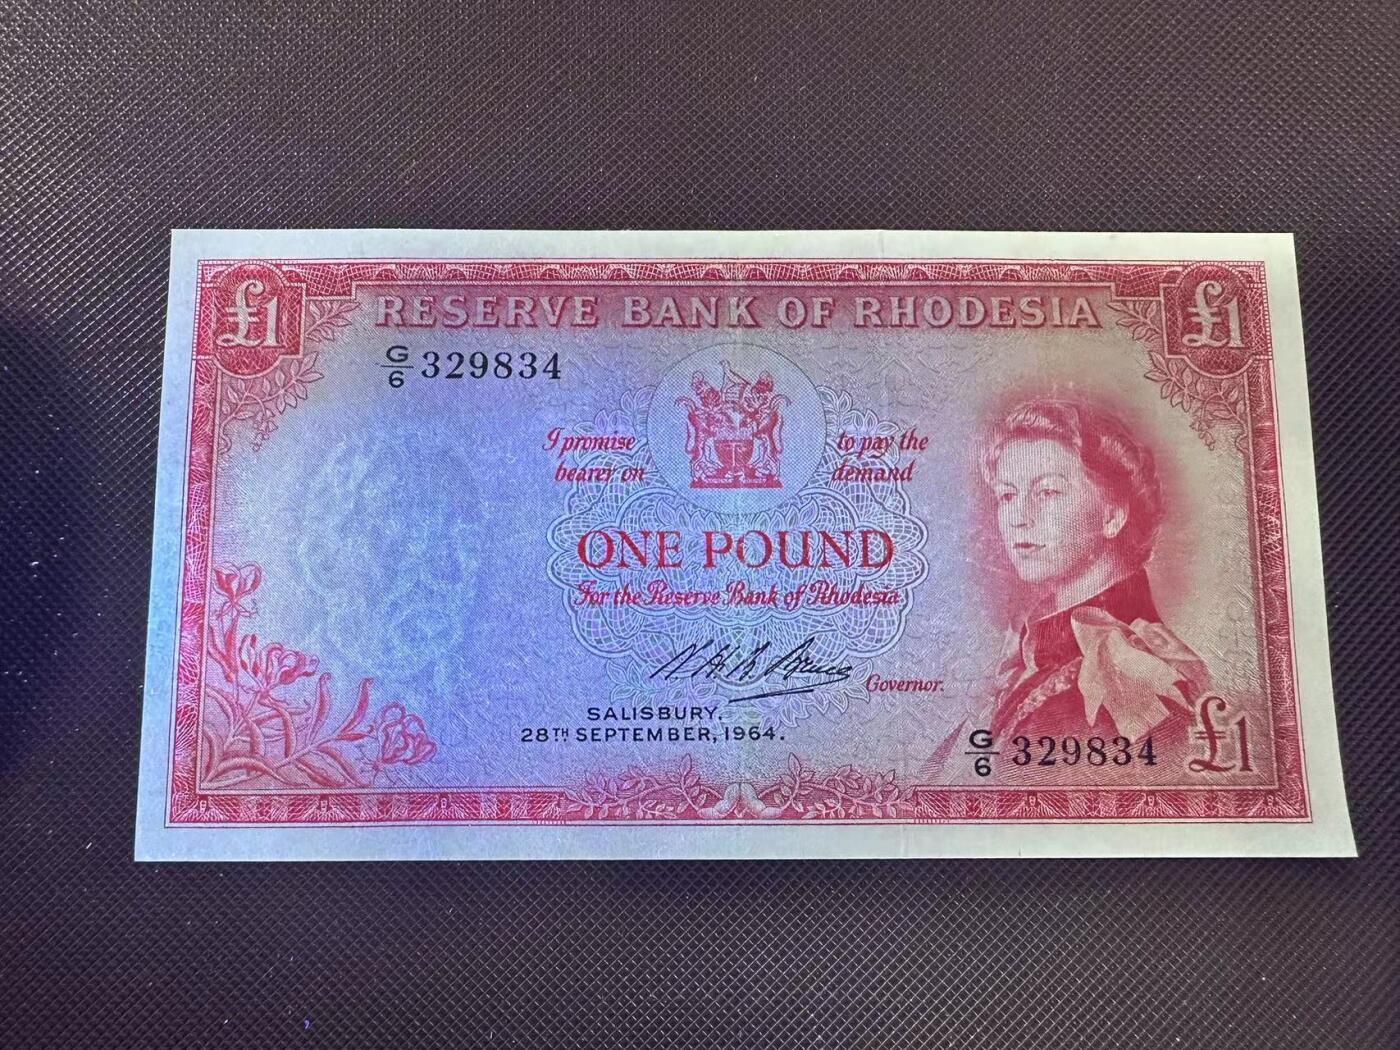 £1 RESERVE BANK OF RHODESIA £1
G/6 329834
I promise to pay the
bearer on demand
ONE POUND
For the Reserve Bank of Rhodesia
Governor.
SALISBURY,
28TH SEPTEMBER, 1964.
G/6 329834 £1